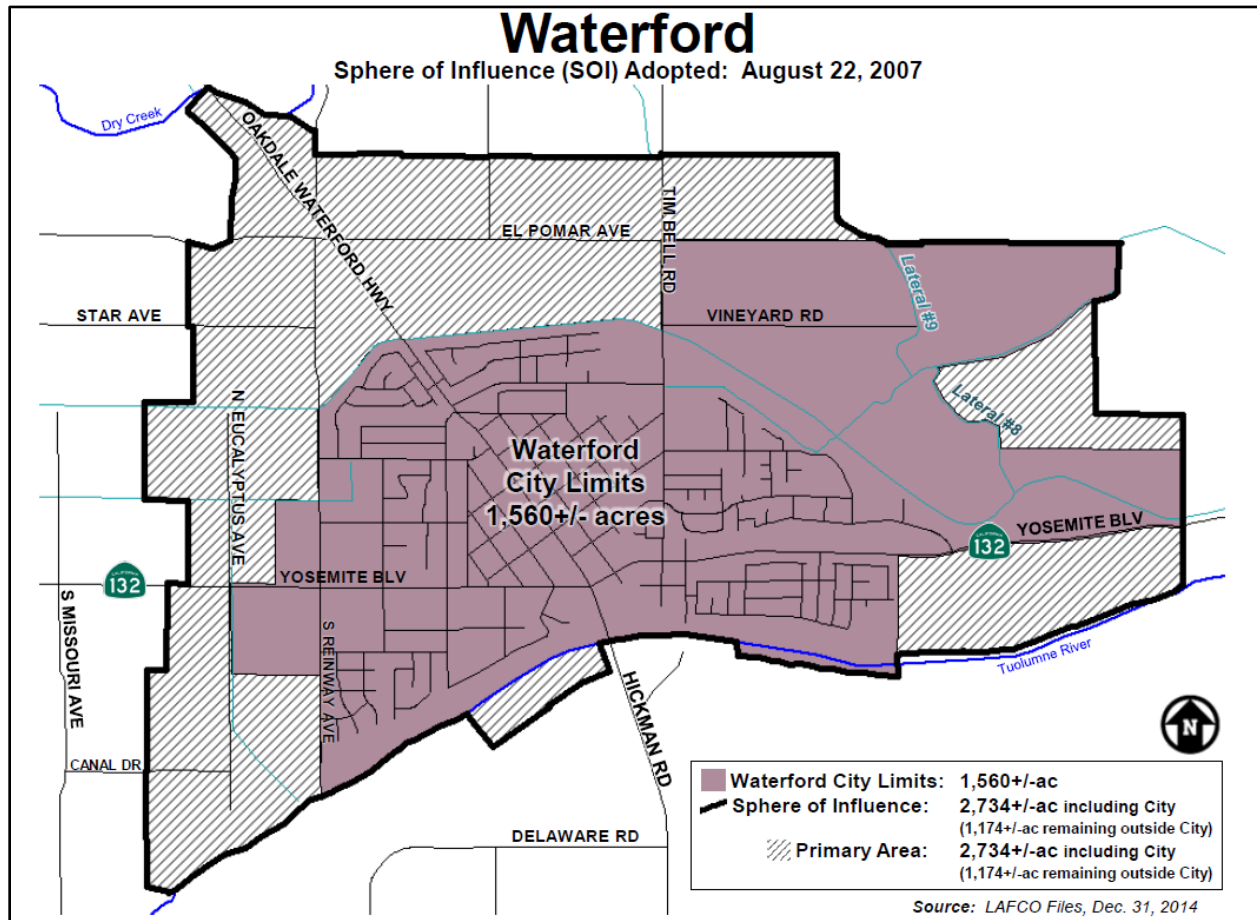 Waterford
Sphere of Influence (SOI) Adopted: August 22, 2007
Dry Creek
OAKDALE WATERFORD HWY
TIM BELL RD
EL POMAR AVE
Lateral #9
STAR AVE
VINEYARD RD
Lateral #8
N EUCALYPTUS AVE
Waterford
City Limits
1,560+/- acres
YOSEMITE BLV
CALIFORNIA
132
CALIFORNIA
132
YOSEMITE BLV
S MISSOURI AVE
S REINWAY AVE
Tuolumne River
HICKMAN RD
N
CANAL DR
DELAWARE RD
Waterford City Limits: 1,560+/-ac
Sphere of Influence: 2,734+/-ac including City
(1,174+/-ac remaining outside City)
Primary Area: 2,734+/-ac including City
(1,174+/-ac remaining outside City)
Source: LAFCO Files, Dec. 31, 2014